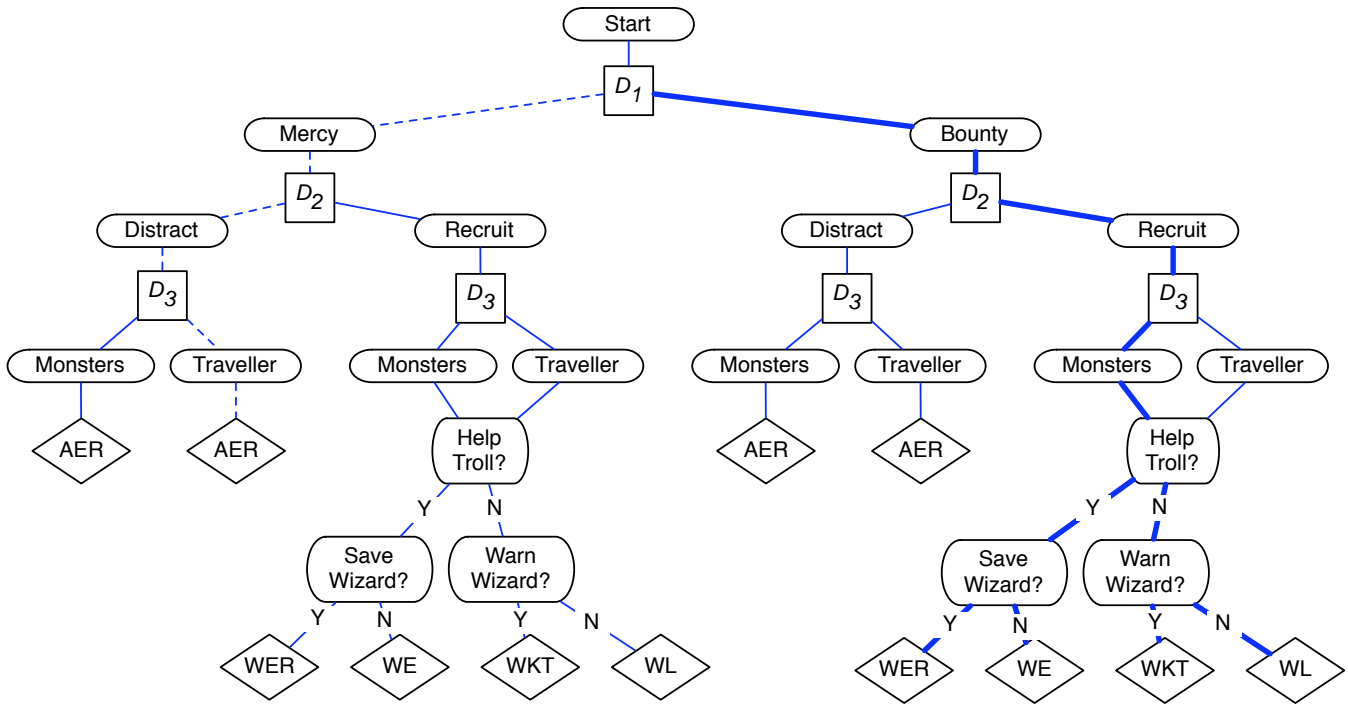 Start
D1
Mercy
Bounty
D2
D2
Distract
Recruit
Distract
Recruit
D3
D3
D3
D3
Monsters
Traveller
Monsters
Traveller
Monsters
Traveller
Monsters
Traveller
AER
AER
Help
Troll?
AER
AER
Help
Troll?
Y
N
Y
N
Save
Wizard?
Warn
Wizard?
Save
Wizard?
Warn
Wizard?
Y
N
Y
N
Y
N
Y
N
WER
WE
WKT
WL
WER
WE
WKT
WL